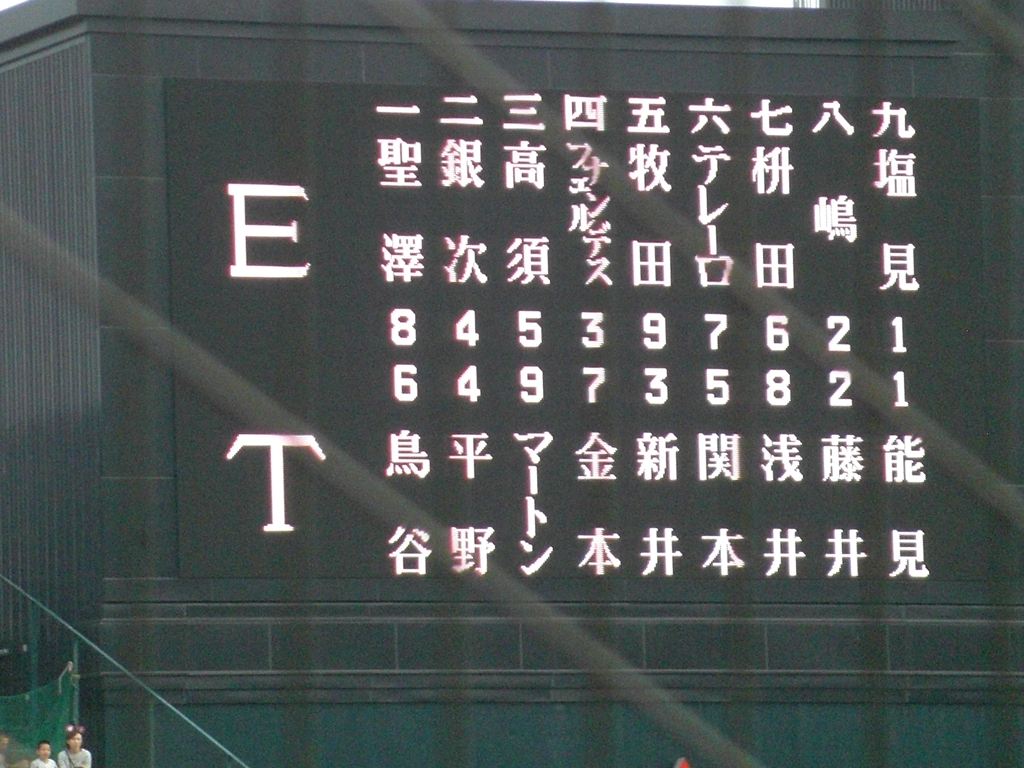 一 二 三 四 五 六 七 八 九
E
聖澤 銀次 高須 フェルナンデス 牧田 テレーロ 枡田 嶋 塩見
8 4 5 3 9 7 6 2 1
6 4 9 7 3 5 8 2 1
T
鳥谷 平野 マートン 金本 新井 関本 浅井 藤井 能見